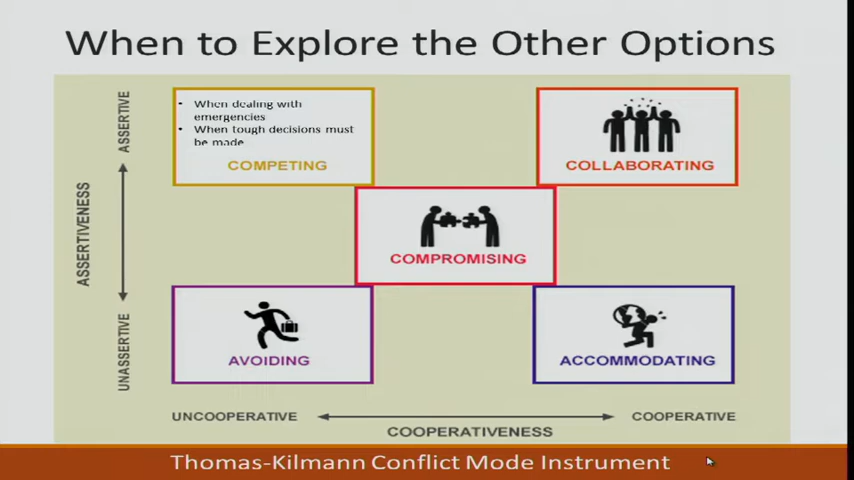 When to Explore the Other Options
ASSERTIVE
ASSERTIVENESS
UNASSERTIVE
• When dealing with
emergencies
• When tough decisions must
be made
COMPETING
COLLABORATING
COMPROMISING
AVOIDING
ACCOMMODATING
UNCOOPERATIVE
COOPERATIVE
COOPERATIVENESS
Thomas-Kilmann Conflict Mode Instrument